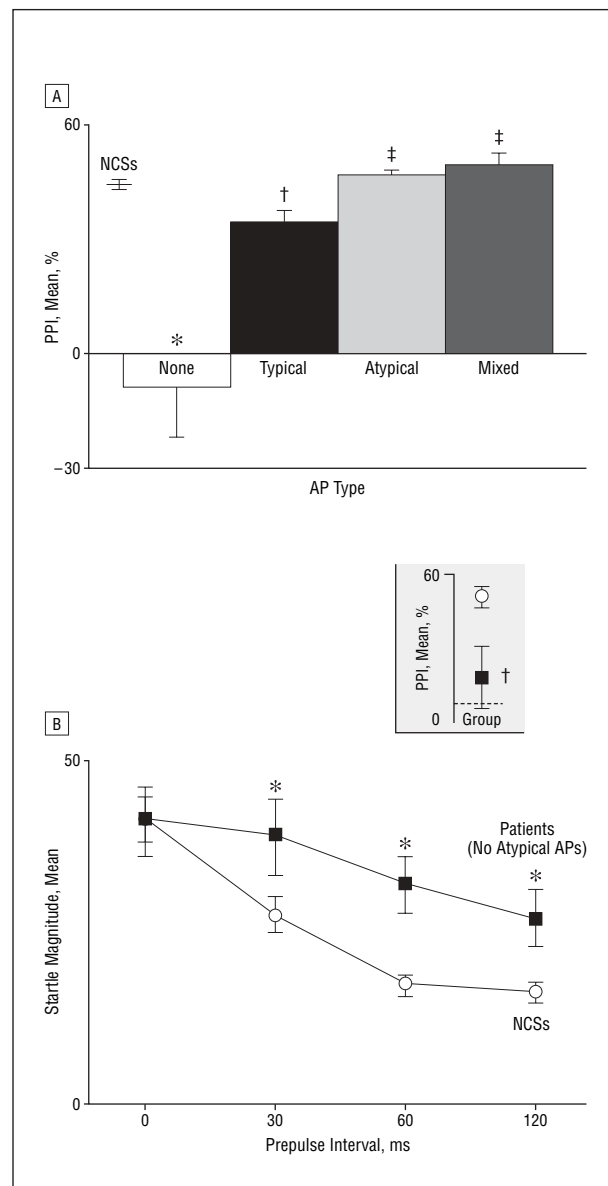 A
60
NCSs
‡
‡
†
PPI, Mean, %
0
*
None
Typical
Atypical
Mixed
−30
AP Type
60
PPI, Mean, %
†
0
Group
B
50
*
*
Patients
(No Atypical APs)
*
Startle Magnitude, Mean
NCSs
0
0
30
60
120
Prepulse Interval, ms